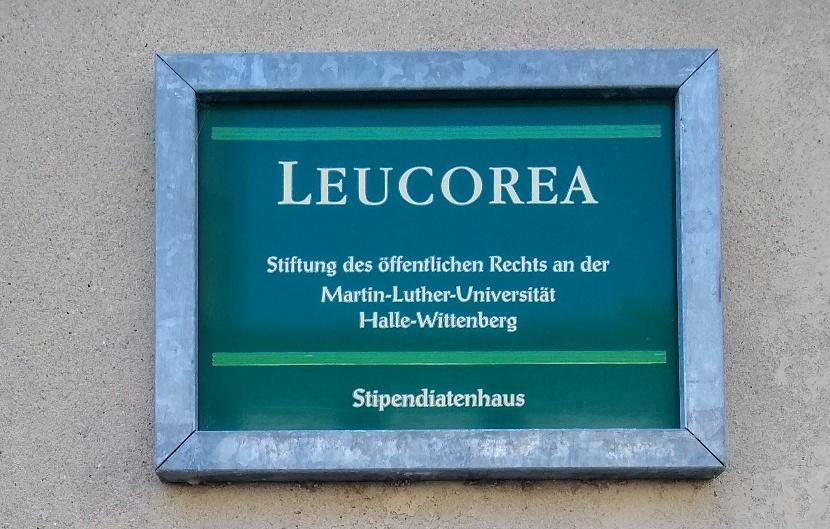 LEUCOREA
Stiftung des öffentlichen Rechts an der
Martin-Luther-Universität
Halle-Wittenberg
Stipendiatenhaus